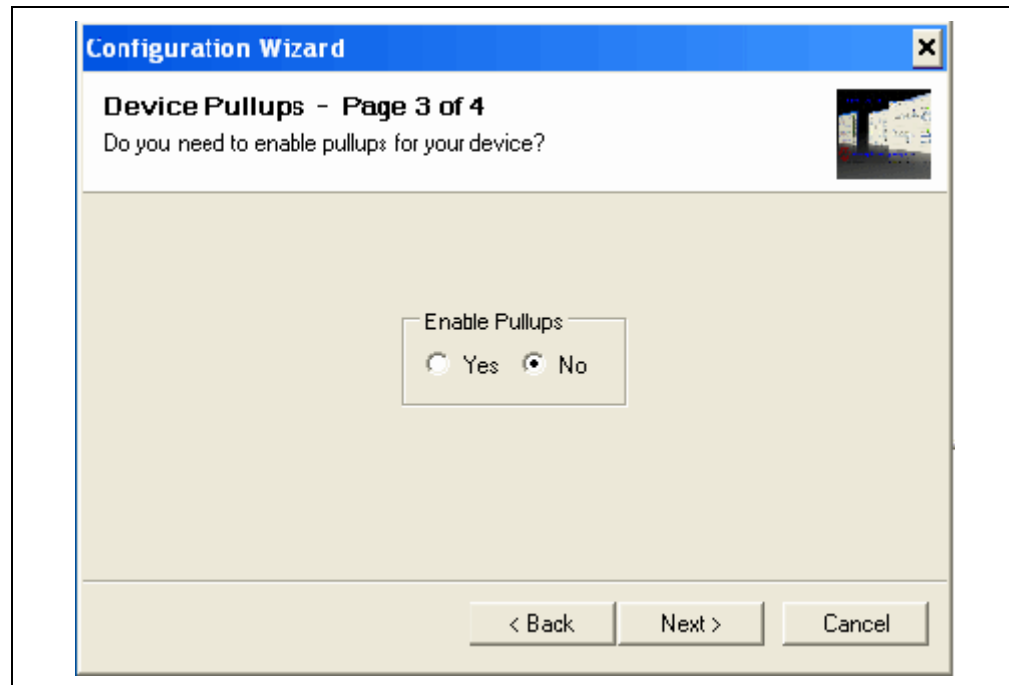 Configuration Wizard
Device Pullups - Page 3 of 4
Do you need to enable pullups for your device?
Enable Pullups
Yes No
< Back Next > Cancel